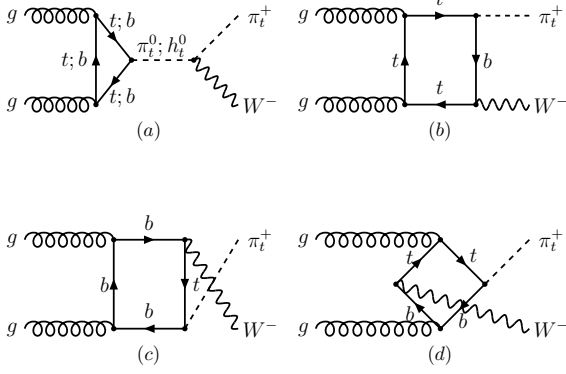 g t; b π_t^+
t; b π_t^0; h_t^0
g t; b W^-
(a)
g t π_t^+
t b
g t W^-
(b)
g b π_t^+
b t
g b W^-
(c)
g t t π_t^+
g b b W^-
(d)